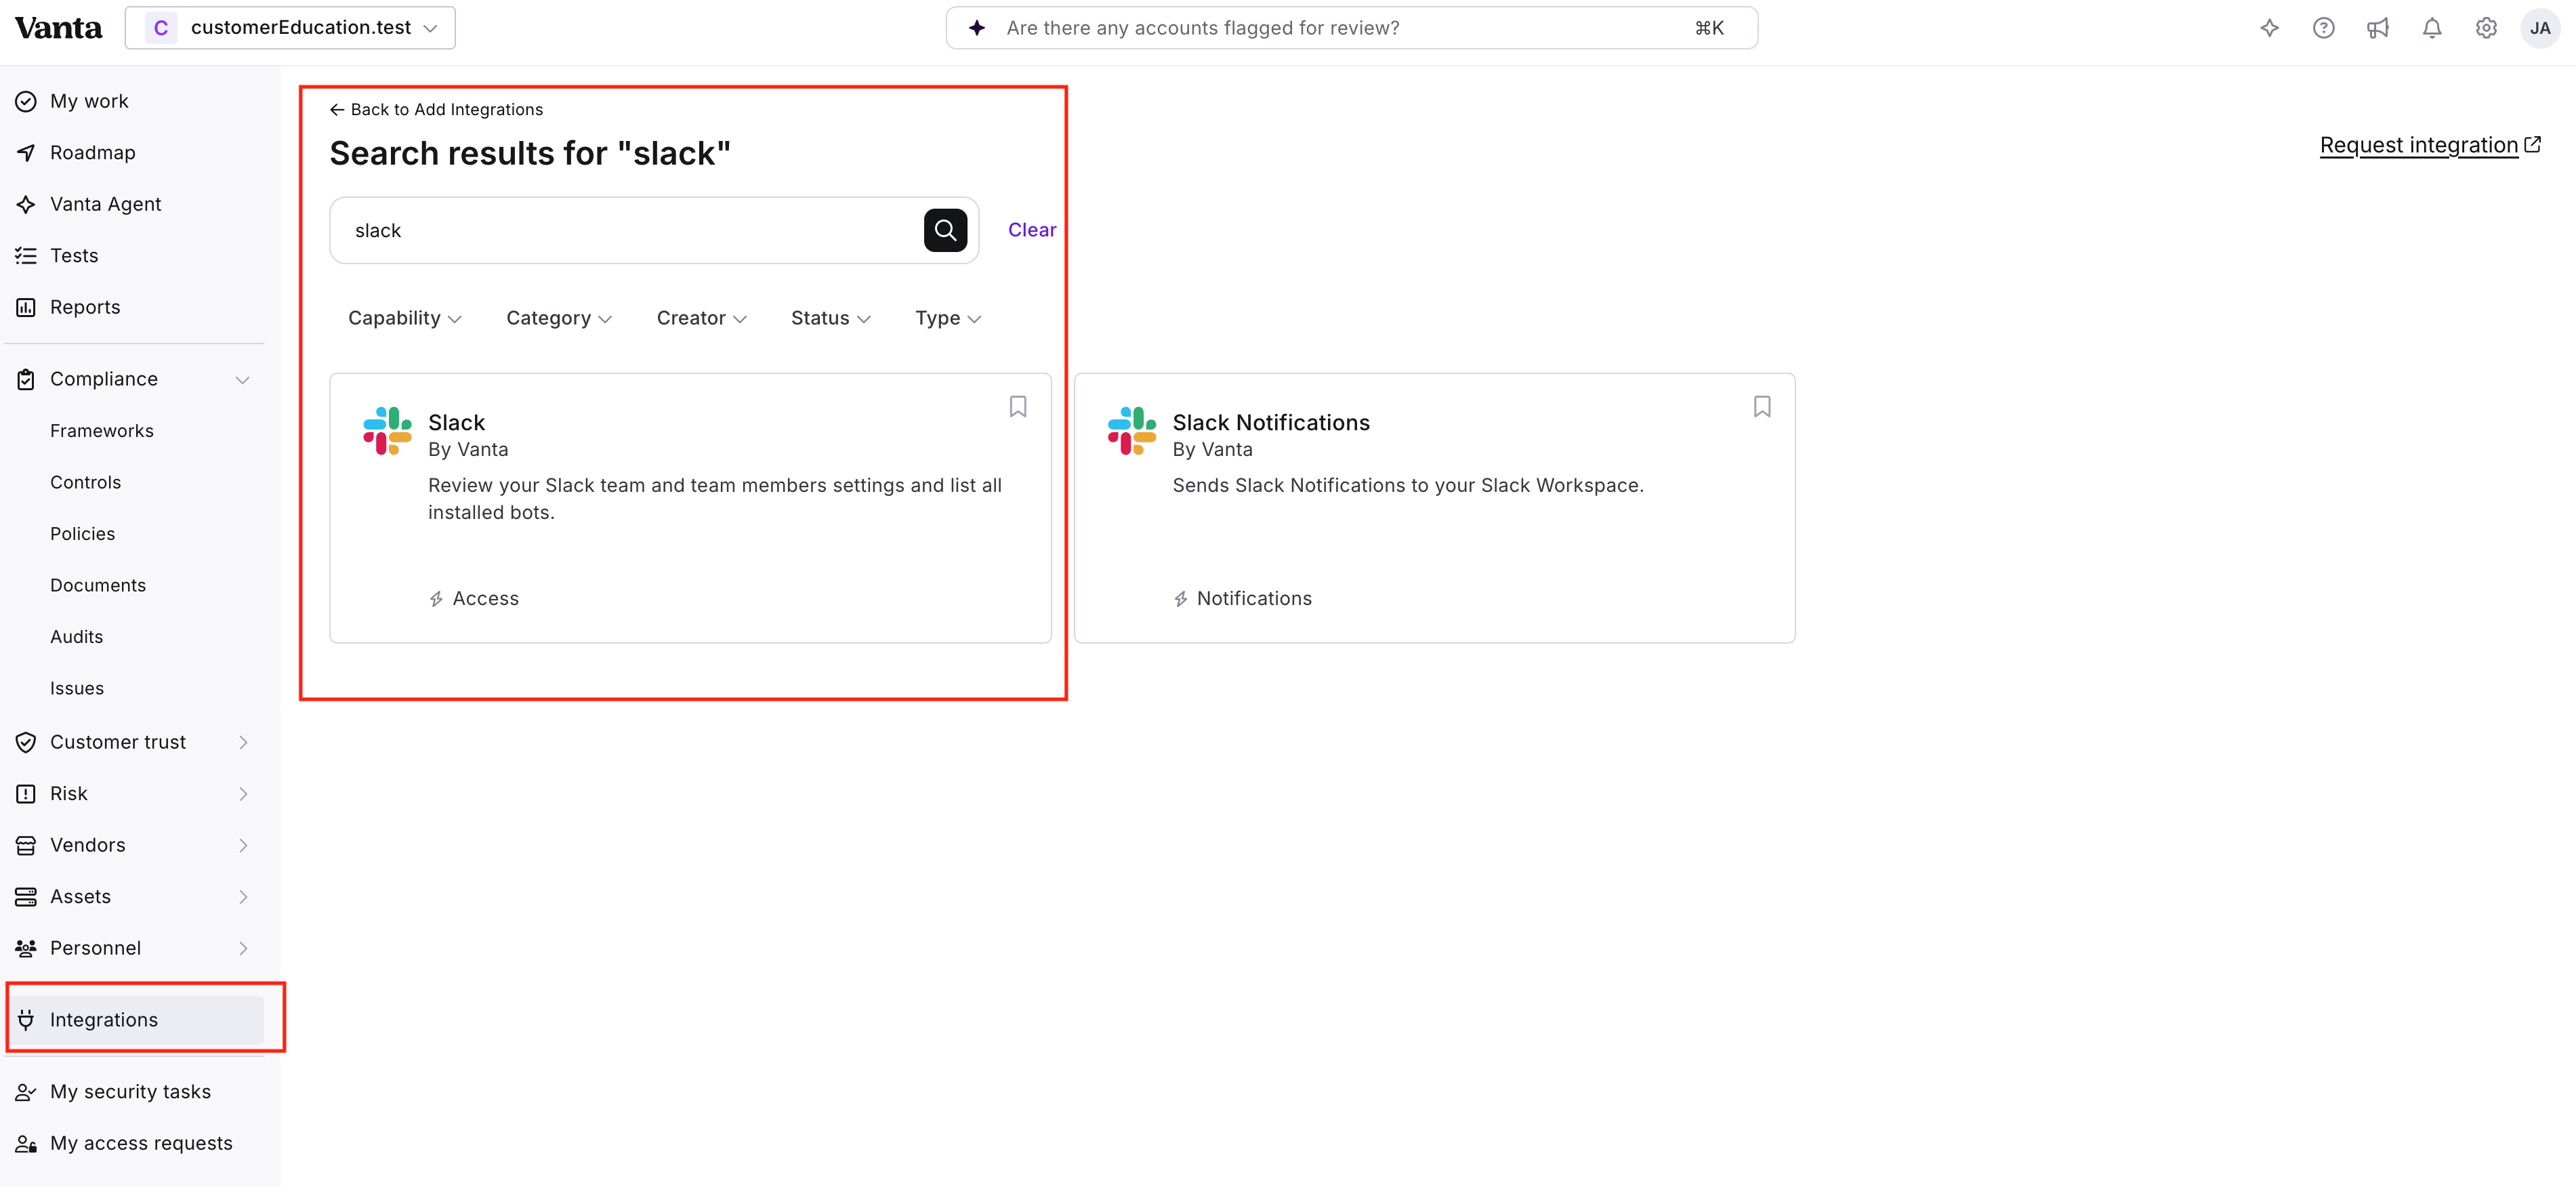 Vanta
C customerEducation.test
Are there any accounts flagged for review? ⌘K
JA
My work
Roadmap
Vanta Agent
Tests
Reports
Compliance
Frameworks
Controls
Policies
Documents
Audits
Issues
Customer trust
Risk
Vendors
Assets
Personnel
Integrations
My security tasks
My access requests
← Back to Add Integrations
Search results for "slack"
Request integration
slack
Clear
Capability Category Creator Status Type
Slack
By Vanta
Review your Slack team and team members settings and list all
installed bots.
Access
Slack Notifications
By Vanta
Sends Slack Notifications to your Slack Workspace.
Notifications